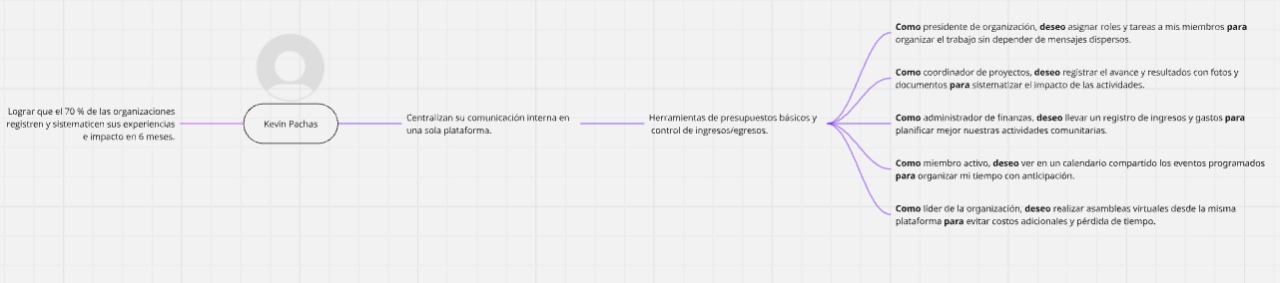 Lograr que el 70 % de las organizaciones
registren y sistematicen sus experiencias
e impacto en 6 meses.
Kevin Pachas
Centralizan su comunicación interna en
una sola plataforma.
Herramientas de presupuestos básicos y
control de ingresos/egresos.
Como presidente de organización, deseo asignar roles y tareas a mis miembros para
organizar el trabajo sin depender de mensajes dispersos.
Como coordinador de proyectos, deseo registrar el avance y resultados con fotos y
documentos para sistematizar el impacto de las actividades.
Como administrador de finanzas, deseo llevar un registro de ingresos y gastos para
planificar mejor nuestras actividades comunitarias.
Como miembro activo, deseo ver en un calendario compartido los eventos programados
para organizar mi tiempo con anticipación.
Como líder de la organización, deseo realizar asambleas virtuales desde la misma
plataforma para evitar costos adicionales y pérdida de tiempo.